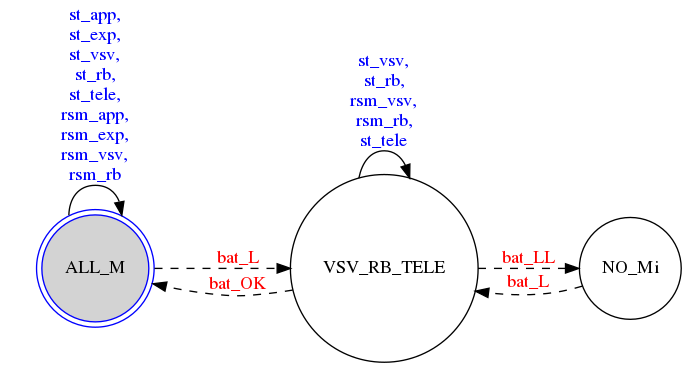 st_app,
st_exp,
st_vsv,
st_rb,
st_tele,
rsm_app,
rsm_exp,
rsm_vsv,
rsm_rb
st_vsv,
st_rb,
rsm_vsv,
rsm_rb,
st_tele
ALL_M
bat_L
bat_OK
VSV_RB_TELE
bat_LL
bat_L
NO_Mi